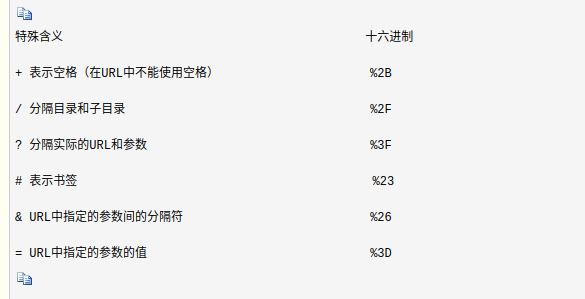 特殊含义 十六进制
+ 表示空格（在URL中不能使用空格） %2B
/ 分隔目录和子目录 %2F
? 分隔实际的URL和参数 %3F
# 表示书签 %23
& URL中指定的参数间的分隔符 %26
= URL中指定的参数的值 %3D